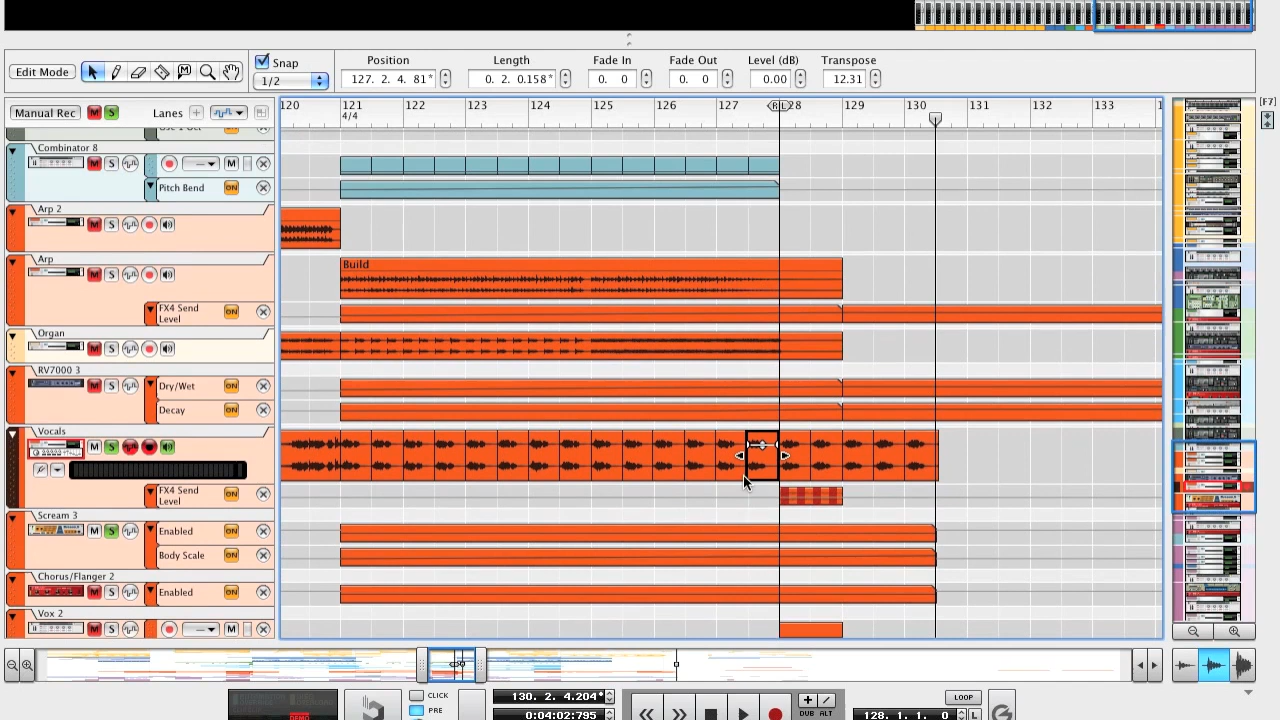 Edit Mode
Snap
1/2
Position
127. 2. 4. 81*
Length
0. 2. 0.158*
Fade In
0. 0
Fade Out
0. 0
Level (dB)
0.00
Transpose
12.31
[F7]
Manual Rec M S Lanes
120 121 122 123 124 125 126 127 R L 128 129 130 131 132 133
4/4
Combinator 8
M S M
Pitch Bend ON
Arp 2
M S
Arp
M S
Build
FX4 Send Level ON
Organ
M S
RV7000 3
M S Dry/Wet ON
Decay ON
Vocals
M S
FX4 Send Level ON
Scream 3
M S Enabled ON
Body Scale ON
Chorus/Flanger 2
M S Enabled ON
Vox 2
M S M
CLICK
PRE
130. 2. 4.204*
0:04:02:795
DUB ALT
LOOP
128. 1. 1. 0 L
DEMO